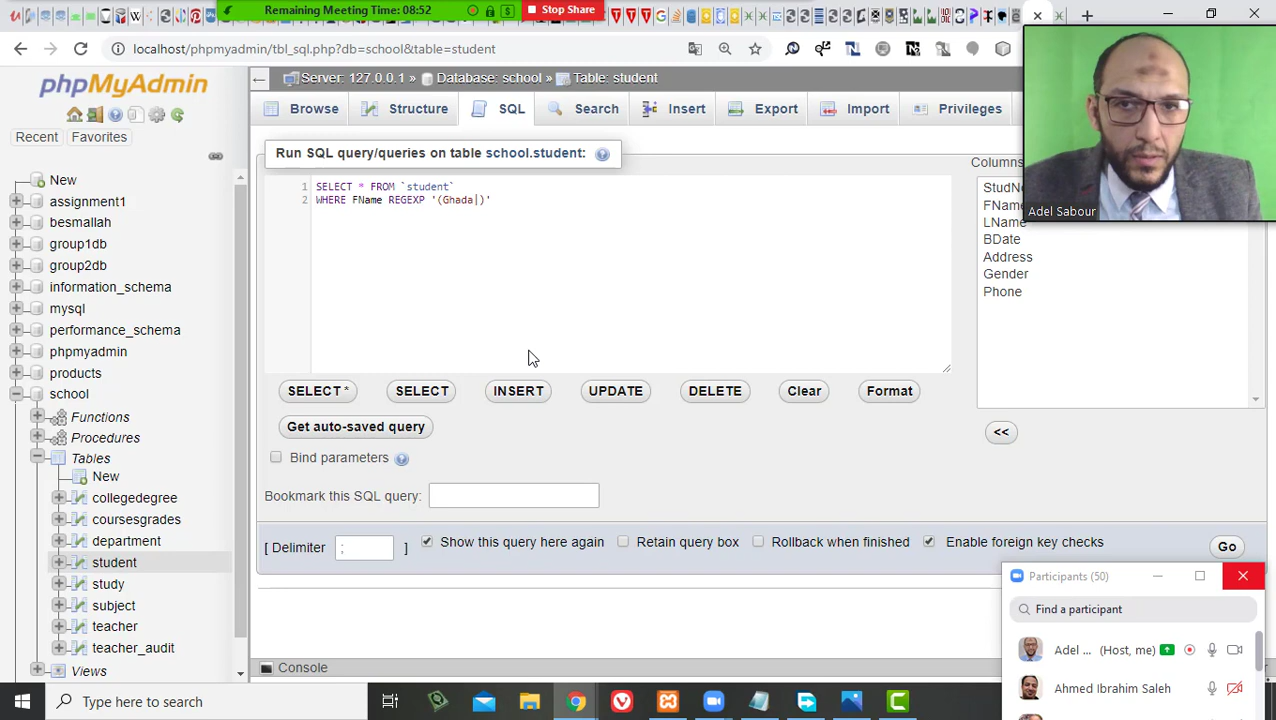 Remaining Meeting Time: 08:52
Stop Share
localhost/phpmyadmin/tbl_sql.php?db=school&table=student
phpMyAdmin
Recent
Favorites
New
assignment1
besmallah
group1db
group2db
information_schema
mysql
performance_schema
phpmyadmin
products
school
Functions
Procedures
Tables
New
collegedegree
coursesgrades
department
student
study
subject
teacher
teacher_audit
Views
Server: 127.0.0.1 » Database: school » Table: student
Browse
Structure
SQL
Search
Insert
Export
Import
Privileges
Run SQL query/queries on table school.student:
1 SELECT * FROM `student`
2 WHERE FName REGEXP '(Ghada|)'
Columns
FName
LName
BDate
Address
Gender
Phone
Adel Sabour
SELECT *
SELECT
INSERT
UPDATE
DELETE
Clear
Format
<<
Get auto-saved query
Bind parameters
Bookmark this SQL query:
[ Delimiter ; ]
Show this query here again
Retain query box
Rollback when finished
Enable foreign key checks
Go
Console
Participants (50)
Find a participant
Adel ... (Host, me)
Ahmed Ibrahim Saleh
Type here to search